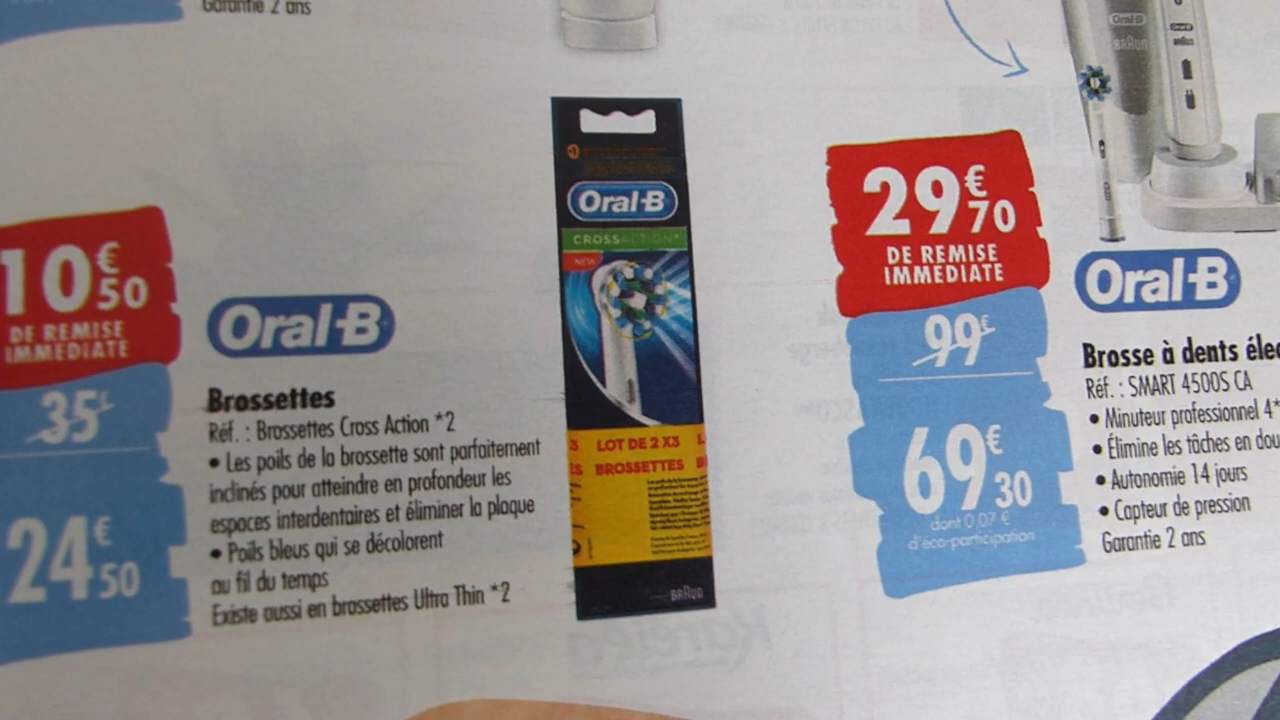 Garantie 2 ans
10€50
DE REMISE
IMMEDIATE
35€
24€50
Oral-B
Brossettes
Réf. : Brossettes Cross Action *2
• Les poils de la brossette sont parfaitement
inclinés pour atteindre en profondeur les
espaces interdentaires et éliminer la plaque
• Poils bleus qui se décolorent
au fil du temps
Existe aussi en brossettes Ultra Thin *2
Oral-B
CROSSACTION
NEW
LOT DE 2 X3
BROSSETTES
BRAUN
29€70
DE REMISE
IMMÉDIATE
99€
69€30
dont 0,07 €
d'éco-participation
Oral-B
BRAUN
Oral-B
Brosse à dents éle
Réf. : SMART 4500S CA
• Minuteur professionnel 4*
• Élimine les tâches en dou
• Autonomie 14 jours
• Capteur de pression
Garantie 2 ans